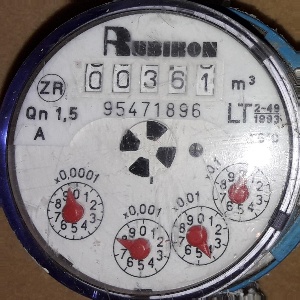 RUBIKON
ZR 00361 m³
Qn 1,5 95471896 LT 2-49 1993
A
x0,0001 x0,1
x0,001 x0,01